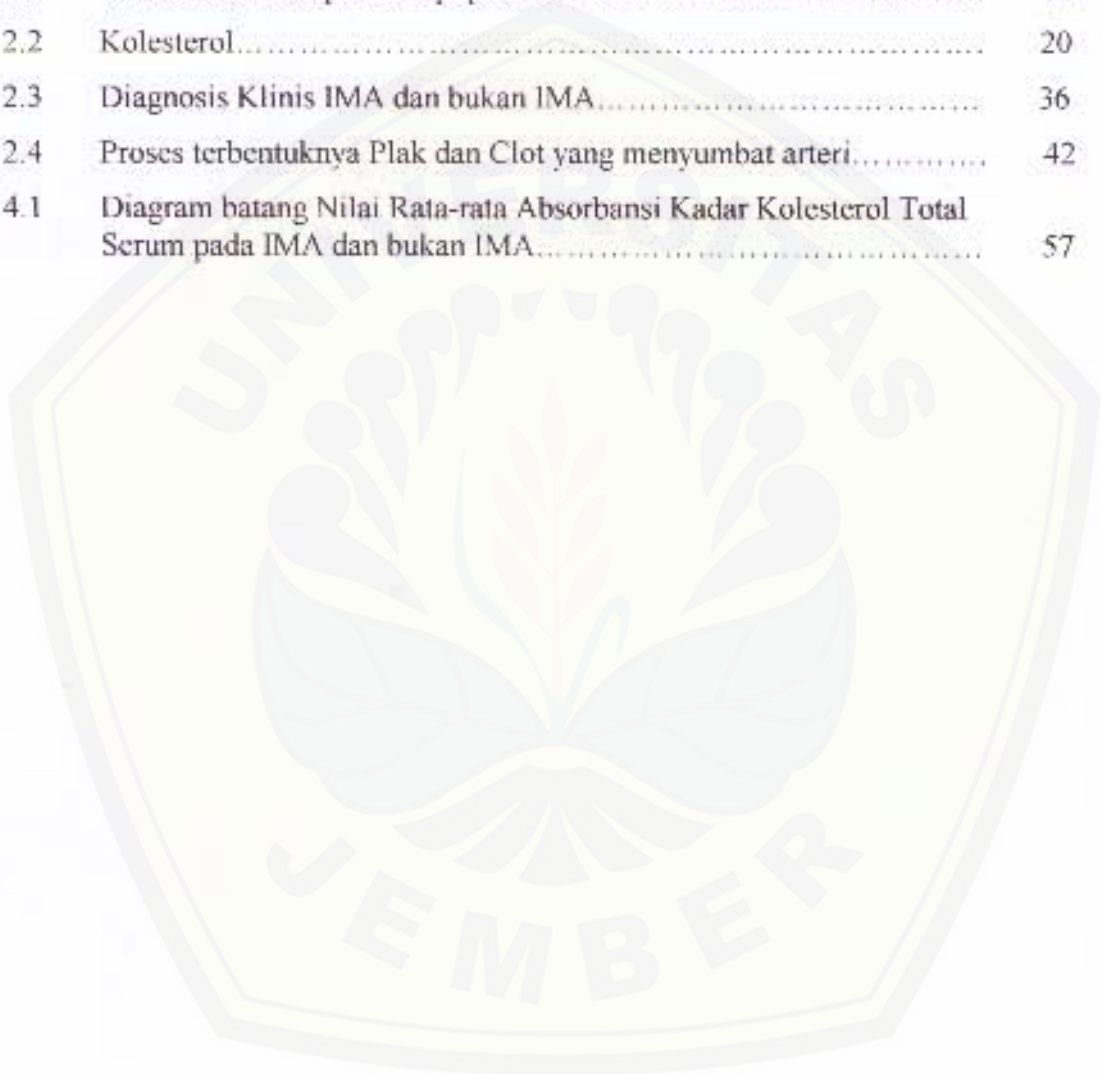 2.2 Kolesterol........................................ 20
2.3 Diagnosis Klinis IMA dan bukan IMA........................................ 36
2.4 Proses terbentuknya Plak dan Clot yang menyumbat arteri............. 42
4.1 Diagram batang Nilai Rata-rata Absorbansi Kadar Kolesterol Total
Serum pada IMA dan bukan IMA........................................ 57
UNIVERSITAS
JEMBER